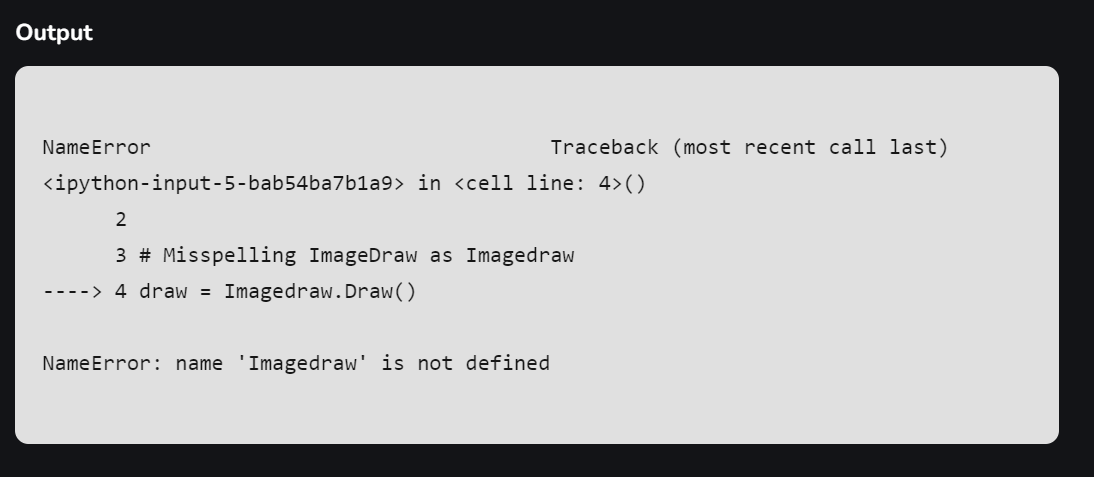 Output
NameError                                 Traceback (most recent call last)
<ipython-input-5-bab54ba7b1a9> in <cell line: 4>()
      2
      3 # Misspelling ImageDraw as Imagedraw
----> 4 draw = Imagedraw.Draw()
NameError: name 'Imagedraw' is not defined